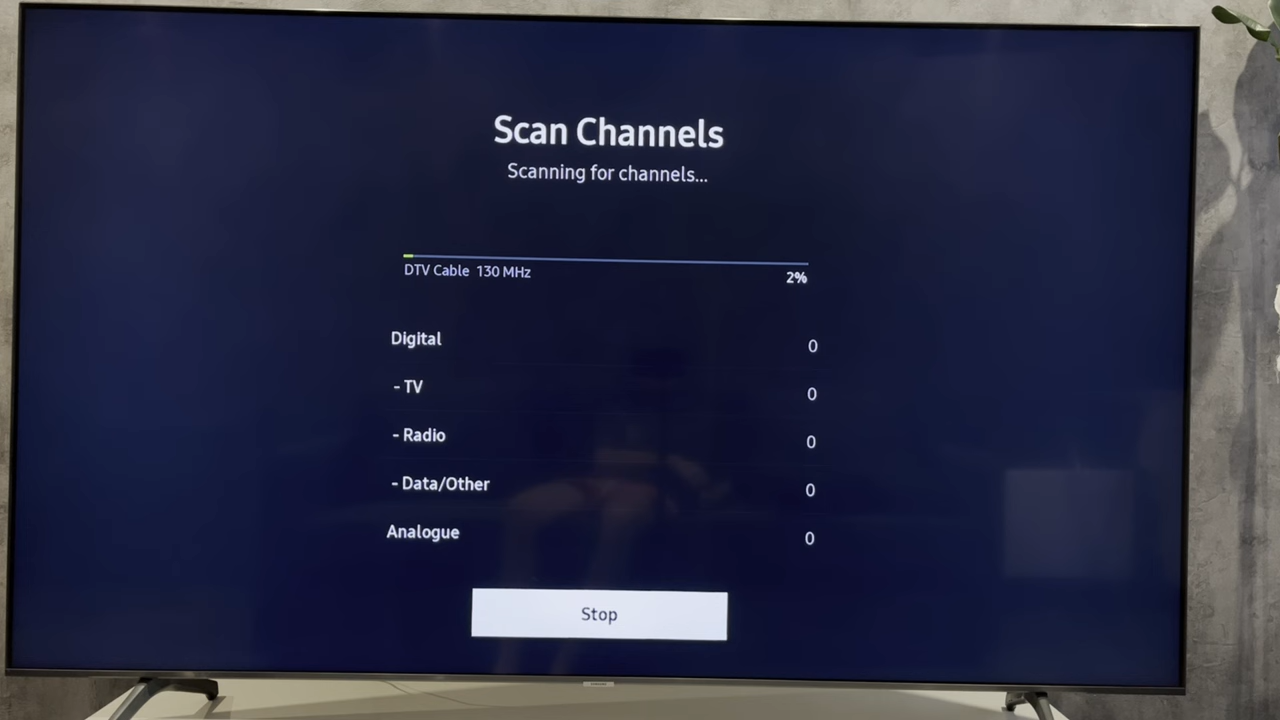 Scan Channels
Scanning for channels...
DTV Cable 130 MHz 2%
Digital 0
- TV 0
- Radio 0
- Data/Other 0
Analogue 0
Stop